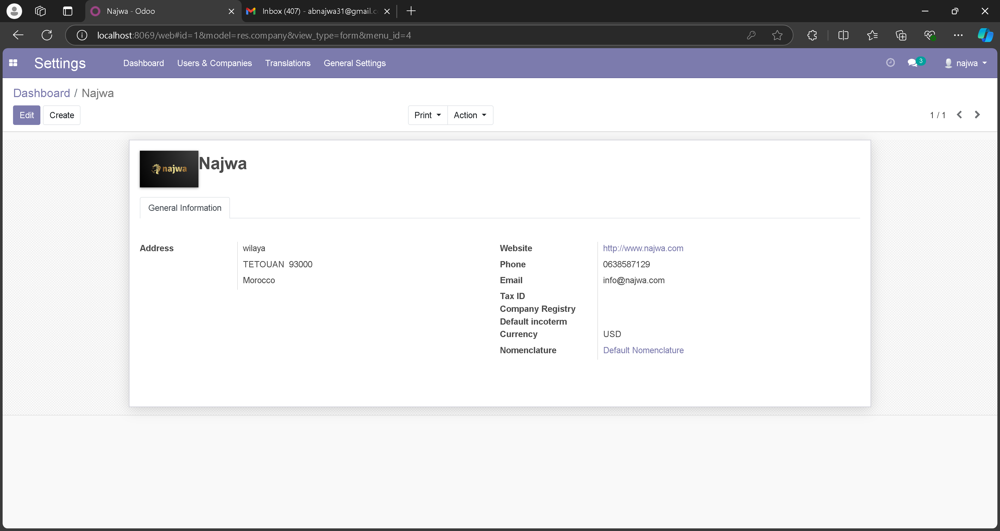 Najwa - Odoo
Inbox (407) - abnajwa31@gmail.c
localhost:8069/web#id=1&model=res.company&view_type=form&menu_id=4
Settings
Dashboard
Users & Companies
Translations
General Settings
3
najwa
Dashboard / Najwa
Edit
Create
Print
Action
1 / 1
najwa
Najwa
General Information
Address
wilaya
TETOUAN 93000
Morocco
Website http://www.najwa.com
Phone 0638587129
Email info@najwa.com
Tax ID
Company Registry
Default incoterm
Currency USD
Nomenclature Default Nomenclature